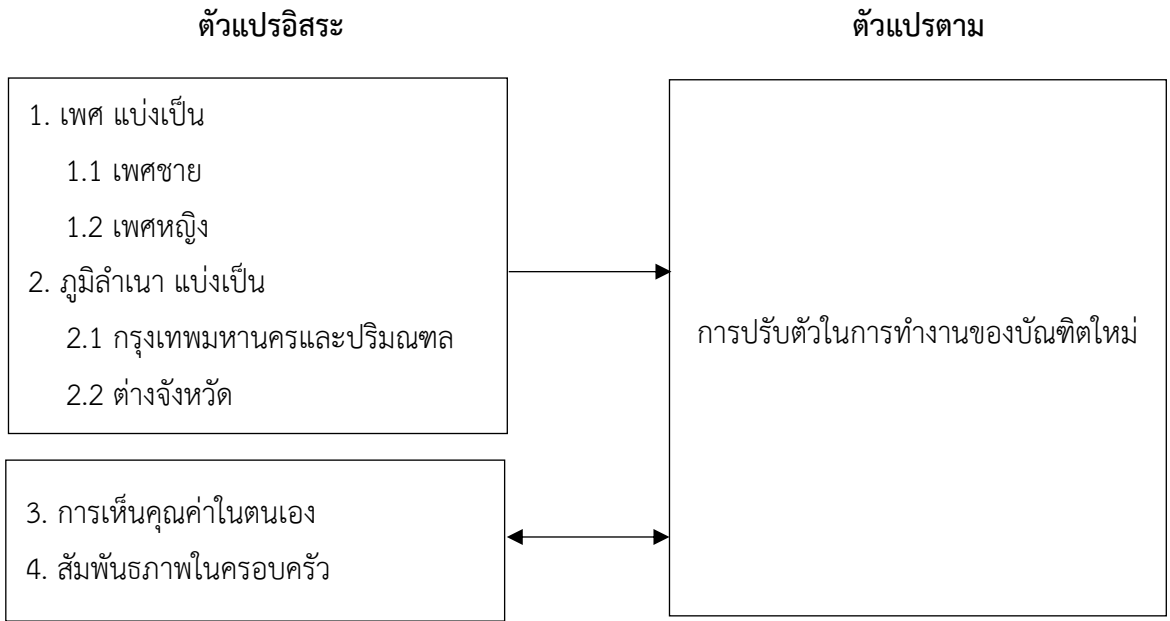 ตัวแปรอิสระ
ตัวแปรตาม
1. เพศ แบ่งเป็น
1.1 เพศชาย
1.2 เพศหญิง
2. ภูมิลำเนา แบ่งเป็น
2.1 กรุงเทพมหานครและปริมณฑล
2.2 ต่างจังหวัด
3. การเห็นคุณค่าในตนเอง
4. สัมพันธภาพในครอบครัว
การปรับตัวในการทำงานของบัณฑิตใหม่